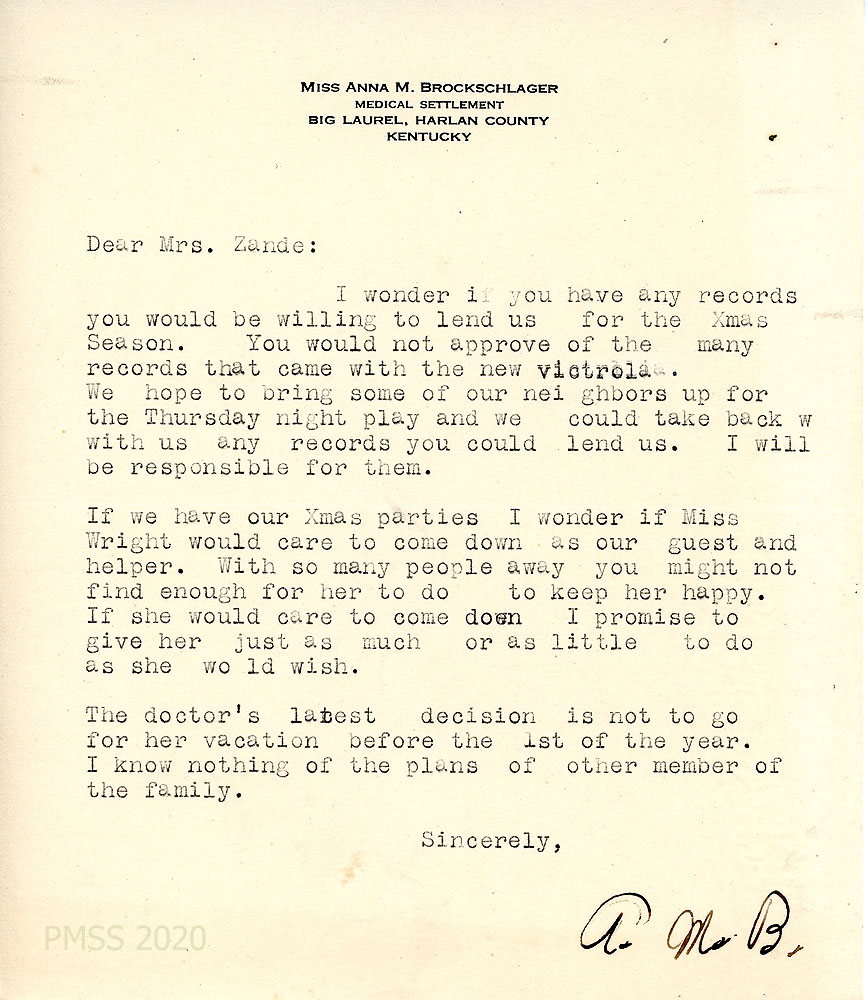 MISS ANNA M. BROCKSCHLAGER
MEDICAL SETTLEMENT
BIG LAUREL, HARLAN COUNTY
KENTUCKY
Dear Mrs. Zande:
I wonder if you have any records
you would be willing to lend us for the Xmas
Season. You would not approve of the many
records that came with the new victrola.
We hope to bring some of our nei ghbors up for
the Thursday night play and we could take back w
with us any records you could lend us. I will
be responsible for them.
If we have our Xmas parties I wonder if Miss
Wright would care to come down as our guest and
helper. With so many people away you might not
find enough for her to do to keep her happy.
If she would care to come down I promise to
give her just as much or as little to do
as she wo ld wish.
The doctor's latest decision is not to go
for her vacation before the 1st of the year.
I know nothing of the plans of other member of
the family.
Sincerely,
A. M. B.
PMSS 2020